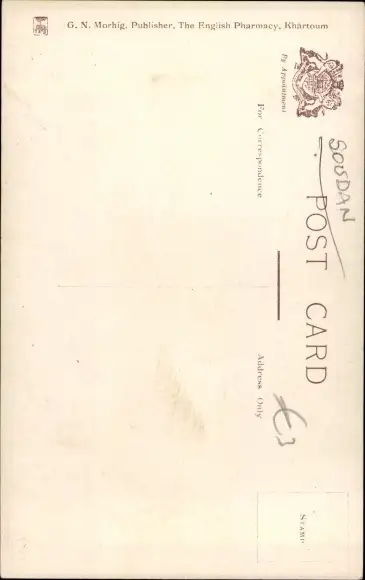 G. N. Morhig, Publisher, The English Pharmacy, Khartoum
By Appointment
SOUDAN
POST CARD
For Correspondence
Address Only
€3
STAMP